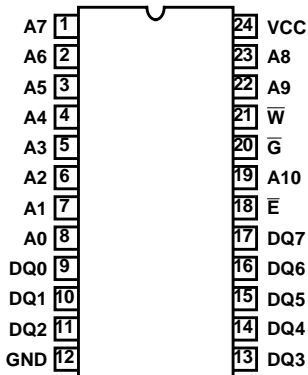 A7 1 24 VCC
A6 2 23 A8
A5 3 22 A9
A4 4 21 W̅
A3 5 20 G̅
A2 6 19 A10
A1 7 18 E̅
A0 8 17 DQ7
DQ0 9 16 DQ6
DQ1 10 15 DQ5
DQ2 11 14 DQ4
GND 12 13 DQ3